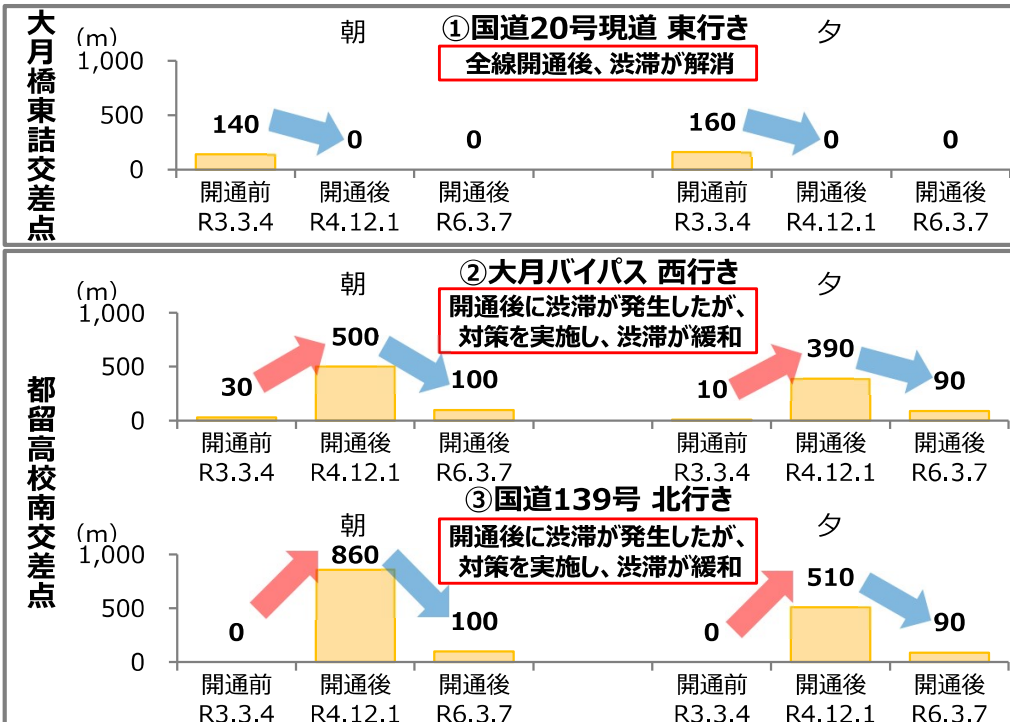 大月橋東詰交差点
①国道20号現道 東行き
全線開通後、渋滞が解消
(m)
朝
夕
1,000
500
0
140
0
0
160
0
0
開通前
R3.3.4
開通後
R4.12.1
開通後
R6.3.7
開通前
R3.3.4
開通後
R4.12.1
開通後
R6.3.7
都留高校南交差点
②大月バイパス 西行き
開通後に渋滞が発生したが、
対策を実施し、渋滞が緩和
(m)
朝
夕
1,000
500
0
30
500
100
10
390
90
開通前
R3.3.4
開通後
R4.12.1
開通後
R6.3.7
開通前
R3.3.4
開通後
R4.12.1
開通後
R6.3.7
③国道139号 北行き
開通後に渋滞が発生したが、
対策を実施し、渋滞が緩和
(m)
朝
夕
1,000
500
0
0
860
100
0
510
90
開通前
R3.3.4
開通後
R4.12.1
開通後
R6.3.7
開通前
R3.3.4
開通後
R4.12.1
開通後
R6.3.7